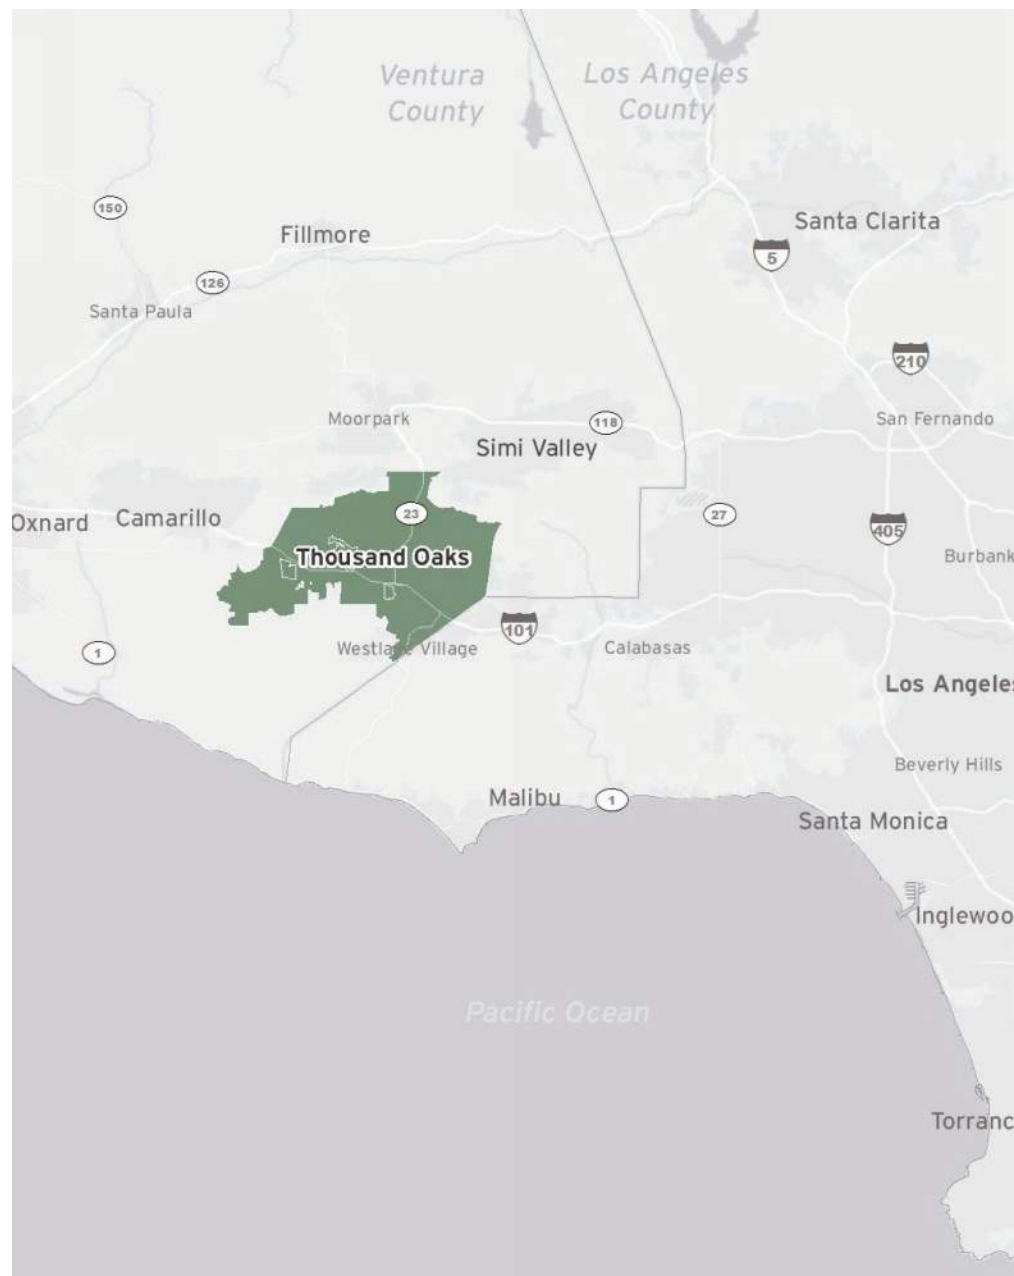 Ventura
County
Los Angeles
County
150
Fillmore
Santa Clarita
5
126
Santa Paula
210
Moorpark
118
San Fernando
Simi Valley
23
27
Oxnard
Camarillo
405
Thousand Oaks
Burbank
101
1
Westlake Village
Calabasas
Los Angeles
Beverly Hills
Malibu
1
Santa Monica
Inglewoo
Pacific Ocean
Torranc